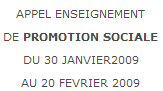 APPEL ENSEIGNEMENT
DE PROMOTION SOCIALE
DU 30 JANVIER2009
AU 20 FEVRIER 2009